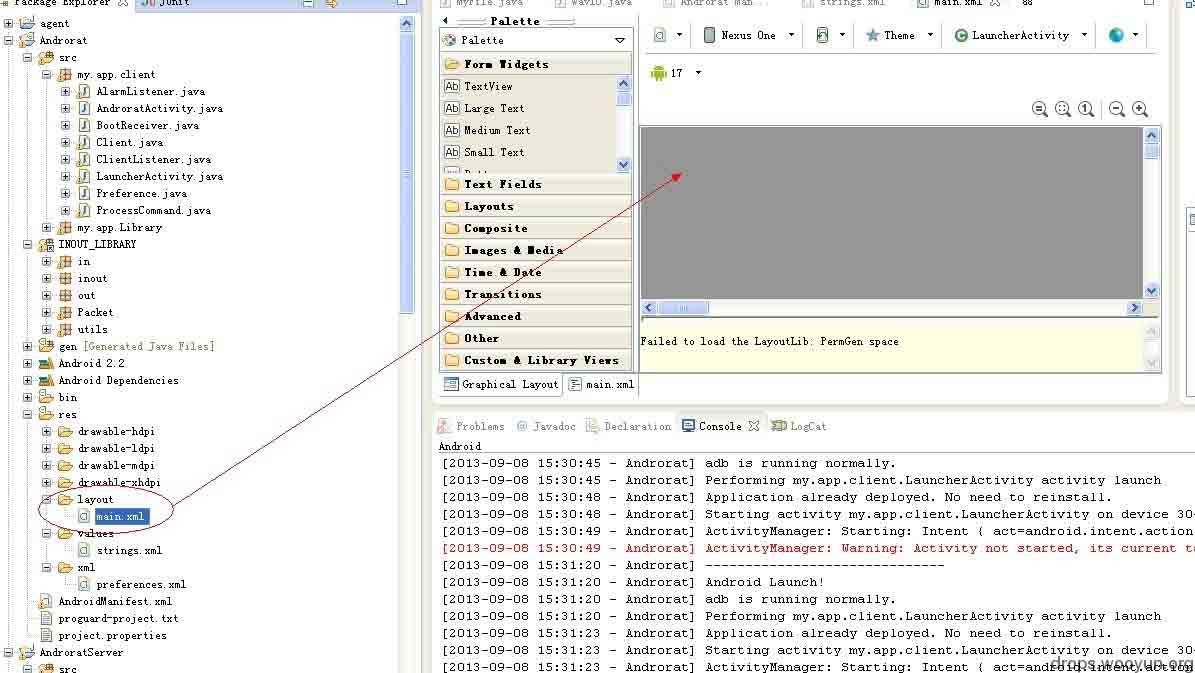 Package Explorer
JUnit
agent
Androrat
src
my.app.client
AlarmListener.java
AndroratActivity.java
BootReceiver.java
Client.java
ClientListener.java
LauncherActivity.java
Preference.java
ProcessCommand.java
my.app.Library
INOUT_LIBRARY
in
inout
out
Packet
utils
gen [Generated Java Files]
Android 2.2
Android Dependencies
bin
res
drawable-hdpi
drawable-ldpi
drawable-mdpi
drawable-xhdpi
layout
main.xml
values
strings.xml
xml
preferences.xml
AndroidManifest.xml
proguard-project.txt
project.properties
AndroratServer
src
myfile.java
Androrat Man
strings.xml
main.xml
Palette
Palette
Form Widgets
Ab TextView
Ab Large Text
Ab Medium Text
Ab Small Text
Text Fields
Layouts
Composite
Images & Media
Time & Date
Transitions
Advanced
Other
Custom & Library Views
Graphical Layout
main.xml
Nexus One
Theme
LauncherActivity
17
Failed to load the LayoutLib: PermGen space
Problems
@ Javadoc
Declaration
Console
LogCat
Android
[2013-09-08 15:30:45 - Androrat] adb is running normally.
[2013-09-08 15:30:45 - Androrat] Performing my.app.client.LauncherActivity activity launch
[2013-09-08 15:30:48 - Androrat] Application already deployed. No need to reinstall.
[2013-09-08 15:30:48 - Androrat] Starting activity my.app.client.LauncherActivity on device 30
[2013-09-08 15:30:49 - Androrat] ActivityManager: Starting: Intent { act=android.intent.action
[2013-09-08 15:30:49 - Androrat] ActivityManager: Warning: Activity not started, its current ta
[2013-09-08 15:31:20 - Androrat] ------------------------------
[2013-09-08 15:31:20 - Androrat] Android Launch!
[2013-09-08 15:31:20 - Androrat] adb is running normally.
[2013-09-08 15:31:20 - Androrat] Performing my.app.client.LauncherActivity activity launch
[2013-09-08 15:31:23 - Androrat] Application already deployed. No need to reinstall.
[2013-09-08 15:31:23 - Androrat] Starting activity my.app.client.LauncherActivity on device 30
[2013-09-08 15:31:23 - Androrat] ActivityManager: Starting: Intent { act=android.intent.action
drops.wooyun.org